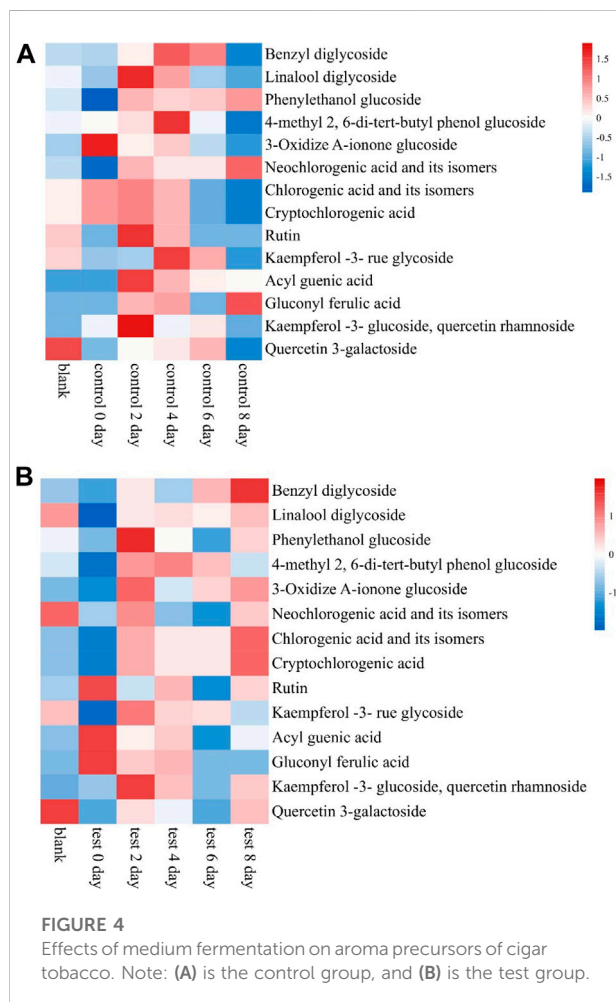 A
Benzyl diglycoside
Linalool diglycoside
Phenylethanol glucoside
4-methyl 2, 6-di-tert-butyl phenol glucoside
3-Oxidize A-ionone glucoside
Neochlorogenic acid and its isomers
Chlorogenic acid and its isomers
Cryptochlorogenic acid
Rutin
Kaempferol -3- rue glycoside
Acyl guenic acid
Gluconyl ferulic acid
Kaempferol -3- glucoside, quercetin rhamnoside
Quercetin 3-galactoside
1.5
1
0.5
0
-0.5
-1
-1.5
blank
control 0 day
control 2 day
control 4 day
control 6 day
control 8 day
B
Benzyl diglycoside
Linalool diglycoside
Phenylethanol glucoside
4-methyl 2, 6-di-tert-butyl phenol glucoside
3-Oxidize A-ionone glucoside
Neochlorogenic acid and its isomers
Chlorogenic acid and its isomers
Cryptochlorogenic acid
Rutin
Kaempferol -3- rue glycoside
Acyl guenic acid
Gluconyl ferulic acid
Kaempferol -3- glucoside, quercetin rhamnoside
Quercetin 3-galactoside
1
0
-1
blank
test 0 day
test 2 day
test 4 day
test 6 day
test 8 day
FIGURE 4
Effects of medium fermentation on aroma precursors of cigar
tobacco. Note: (A) is the control group, and (B) is the test group.